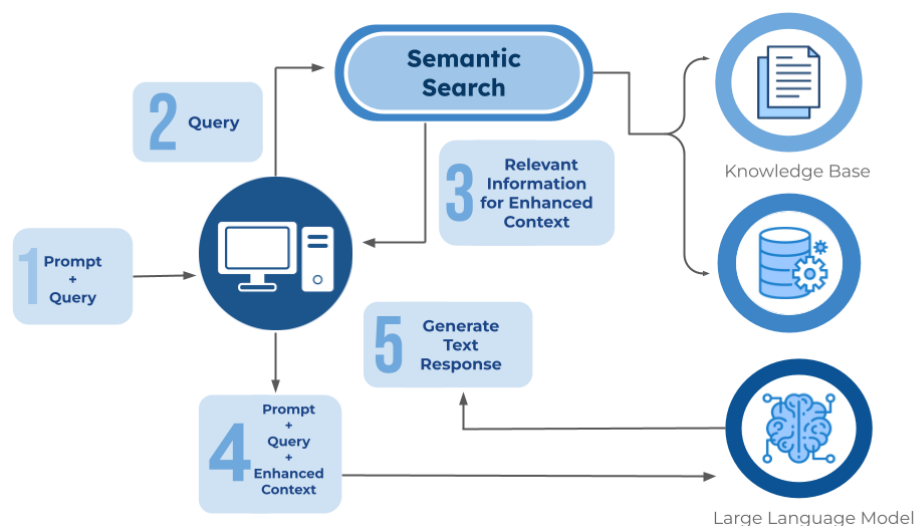 Semantic
Search
2 Query
Knowledge Base
3 Relevant
Information
for Enhanced
Context
1 Prompt
+
Query
5 Generate
Text
Response
4 Prompt
+
Query
+
Enhanced
Context
Large Language Model